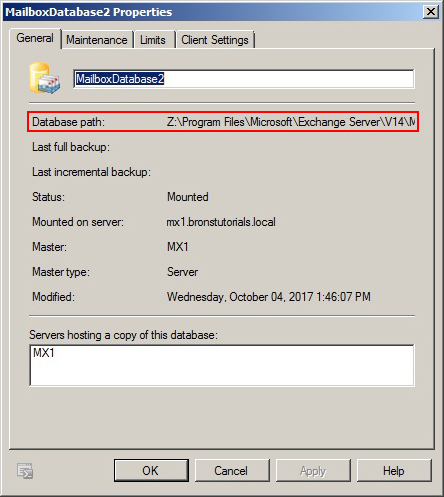 MailboxDatabase2 Properties
General Maintenance Limits Client Settings
MailboxDatabase2
Database path: Z:\Program Files\Microsoft\Exchange Server\V14\M
Last full backup:
Last incremental backup:
Status: Mounted
Mounted on server: mx1.bronstutorials.local
Master: MX1
Master type: Server
Modified: Wednesday, October 04, 2017 1:46:07 PM
Servers hosting a copy of this database:
MX1
OK Cancel Apply Help